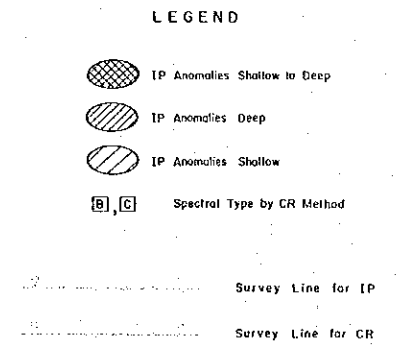 LEGEND
IP Anomalies Shallow to Deep
IP Anomalies Deep
IP Anomalies Shallow
B , C Spectral Type by CR Method
Survey Line for IP
Survey Line for CR